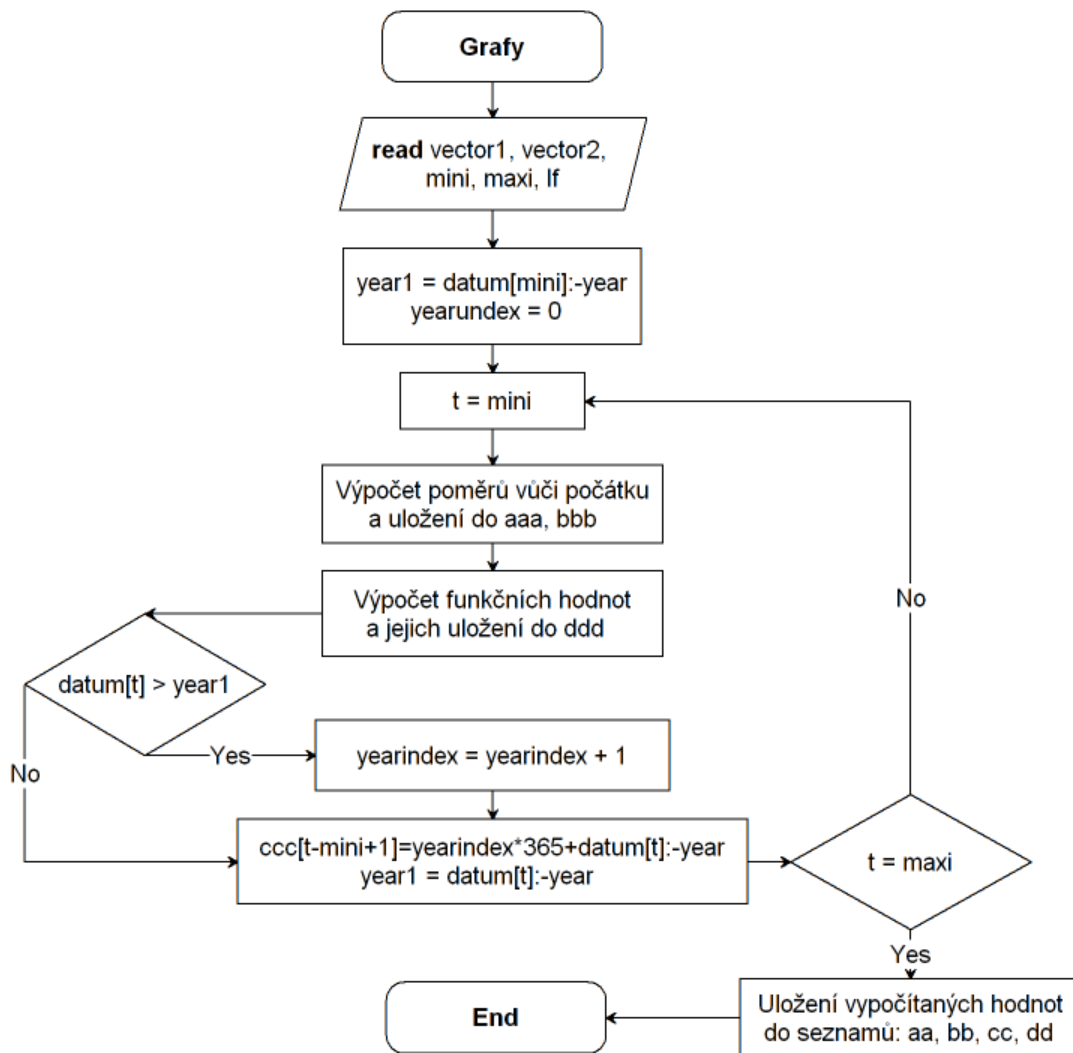 Grafy
read vector1, vector2,
mini, maxi, lf
year1 = datum[mini]:-year
yearundex = 0
t = mini
Výpočet poměrů vůči počátku
a uložení do aaa, bbb
Výpočet funkčních hodnot
a jejich uložení do ddd
No
datum[t] > year1
Yes
yearindex = yearindex + 1
No
ccc[t-mini+1]=yearindex*365+datum[t]:-year
year1 = datum[t]:-year
t = maxi
Yes
Uložení vypočítaných hodnot
do seznamů: aa, bb, cc, dd
End